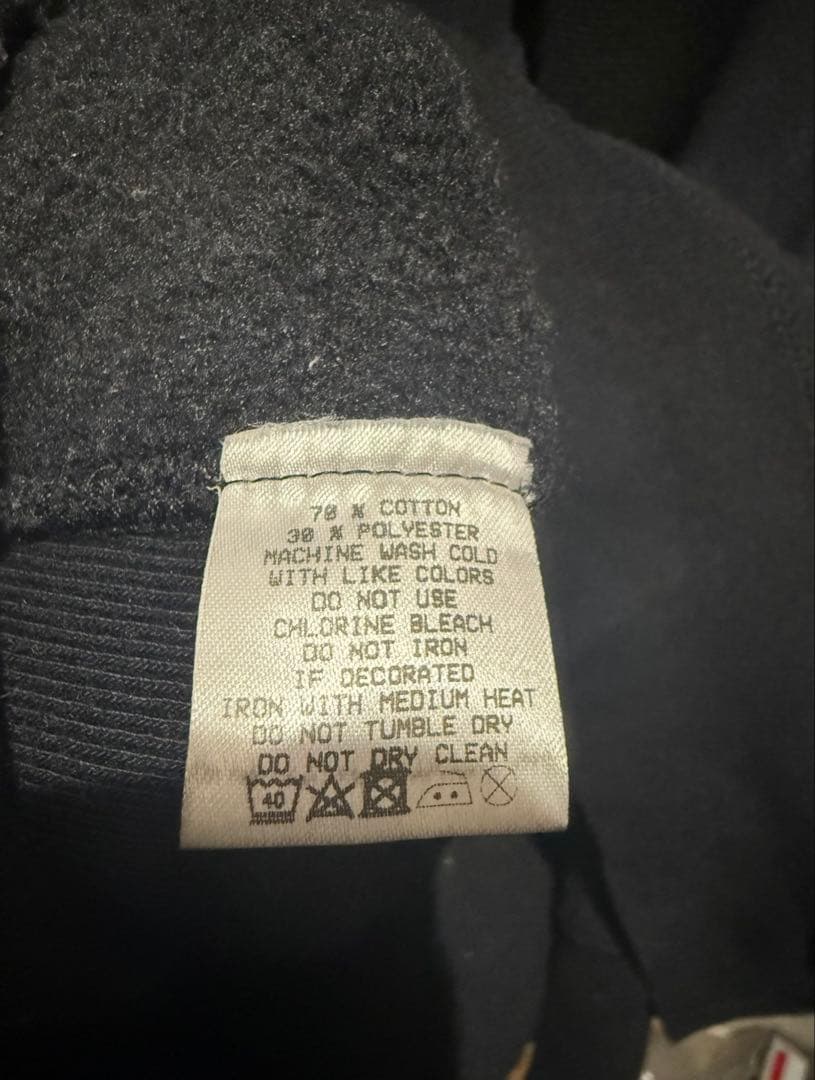 70 % COTTON
30 % POLYESTER
MACHINE WASH COLD
WITH LIKE COLORS
DO NOT USE
CHLORINE BLEACH
DO NOT IRON
IF DECORATED
IRON WITH MEDIUM HEAT
DO NOT TUMBLE DRY
DO NOT DRY CLEAN
40